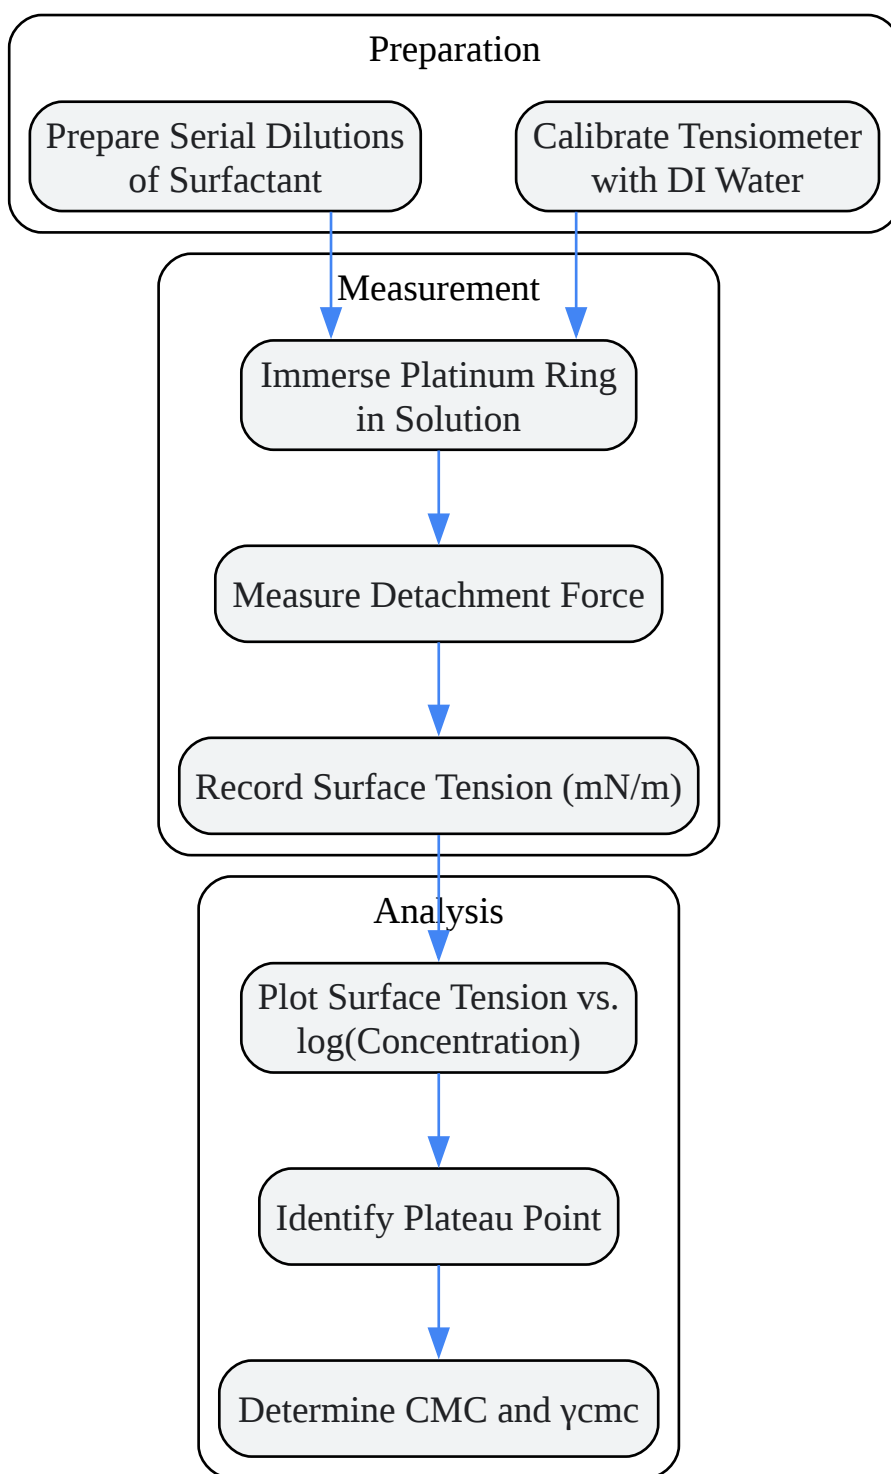 Preparation
Prepare Serial Dilutions
of Surfactant
Calibrate Tensiometer
with DI Water
Measurement
Immerse Platinum Ring
in Solution
Measure Detachment Force
Record Surface Tension (mN/m)
Analysis
Plot Surface Tension vs.
log(Concentration)
Identify Plateau Point
Determine CMC and γcmc